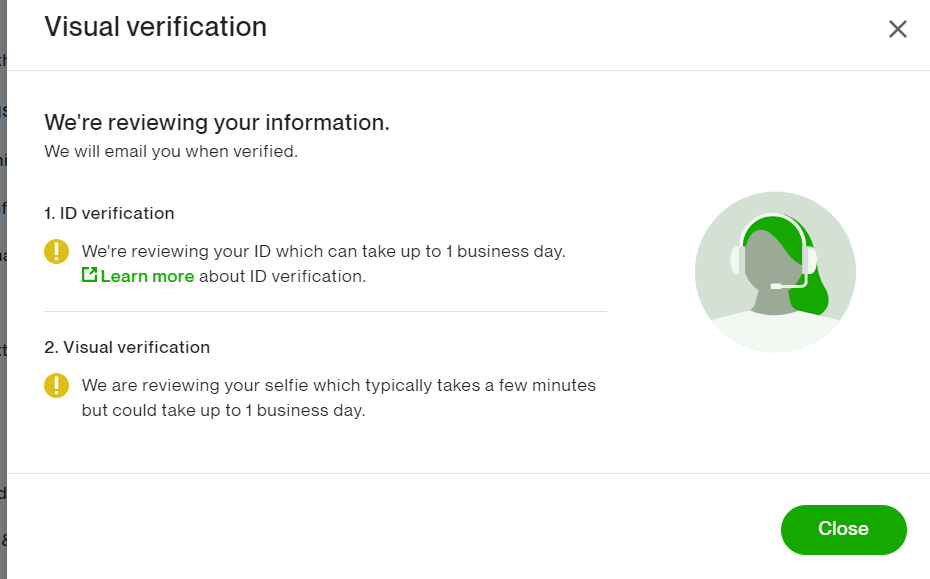 Visual verification
We're reviewing your information.
We will email you when verified.
1. ID verification
We're reviewing your ID which can take up to 1 business day.
Learn more about ID verification.
2. Visual verification
We are reviewing your selfie which typically takes a few minutes
but could take up to 1 business day.
Close